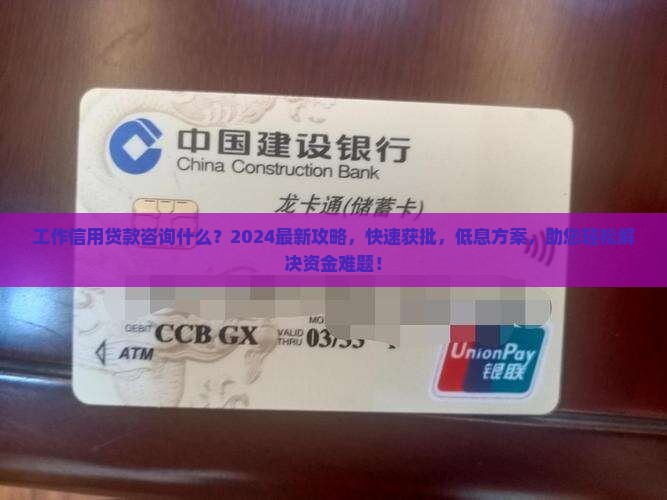 中国建设银行
China Construction Bank
龙卡通(储蓄卡)
工作信用贷款咨询什么？2024最新攻略，快速获批，低息方案，助您轻松解
决资金难题！
MO
DEBIT CCB GX VALID THRU 03/33
ATM
UnionPay
银联